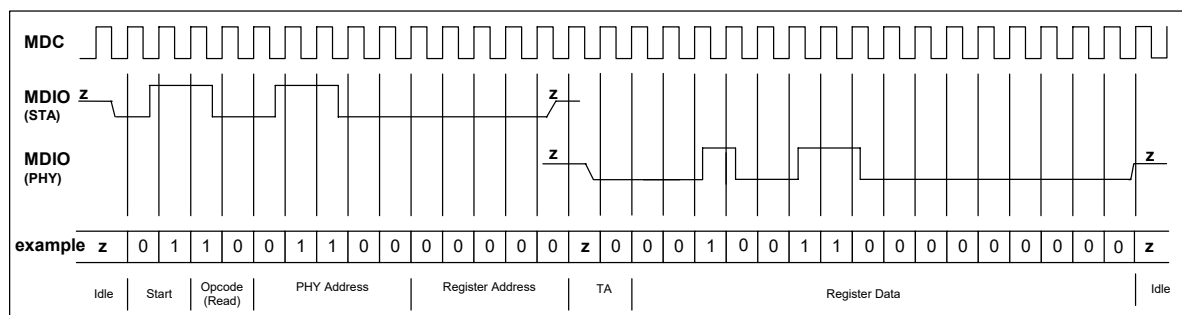 MDC
MDIO z z
(STA)
MDIO z z
(PHY)
example z 0 1 1 0 0 1 1 0 0 0 0 0 0 0 z 0 0 0 1 0 0 1 1 0 0 0 0 0 0 0 0 0 z
Idle Start Opcode (Read) PHY Address Register Address TA Register Data Idle